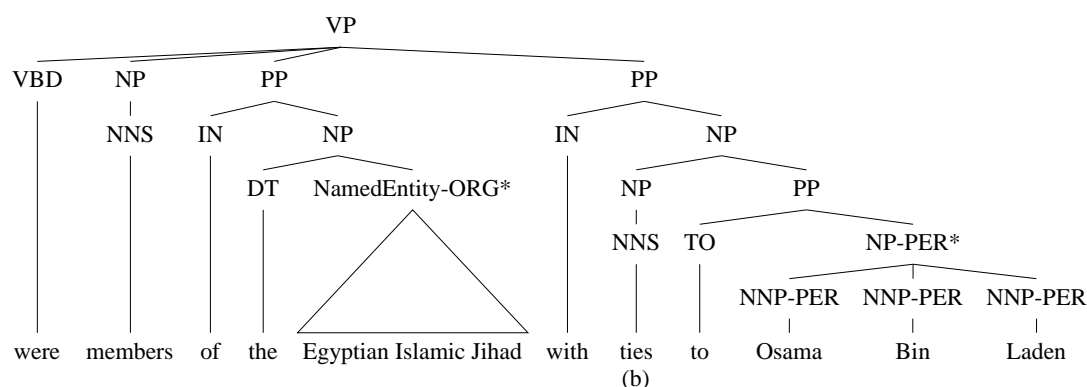 VP
VBD NP PP PP
NNS IN NP IN NP
DT NamedEntity-ORG* NP PP
NNS TO NP-PER*
NNP-PER NNP-PER NNP-PER
were members of the Egyptian Islamic Jihad with ties to Osama Bin Laden
(b)